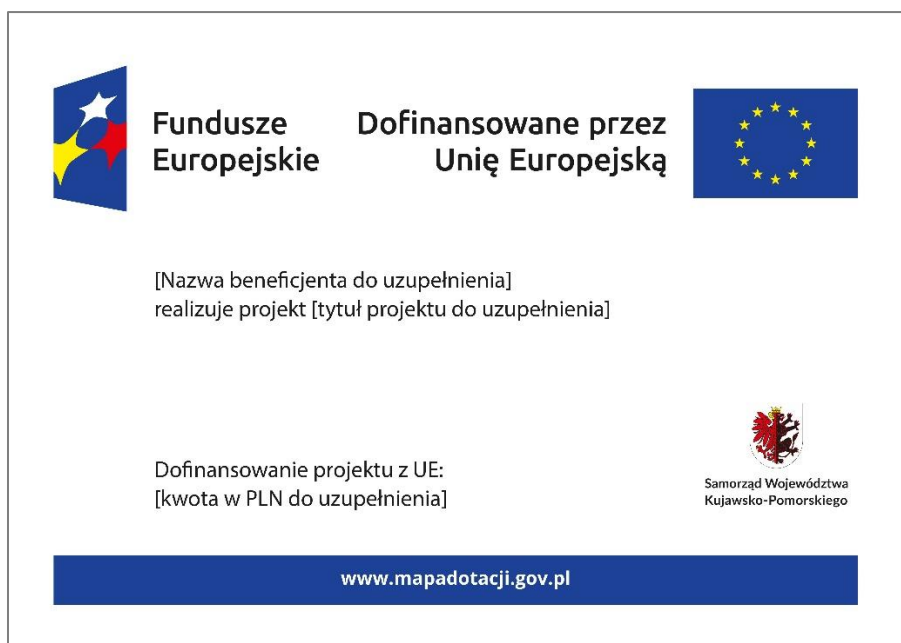 Fundusze
Europejskie
Dofinansowane przez
Unię Europejską
[Nazwa beneficjenta do uzupełnienia]
realizuje projekt [tytuł projektu do uzupełnienia]
Dofinansowanie projektu z UE:
[kwota w PLN do uzupełnienia]
Samorząd Województwa
Kujawsko-Pomorskiego
www.mapadotacji.gov.pl